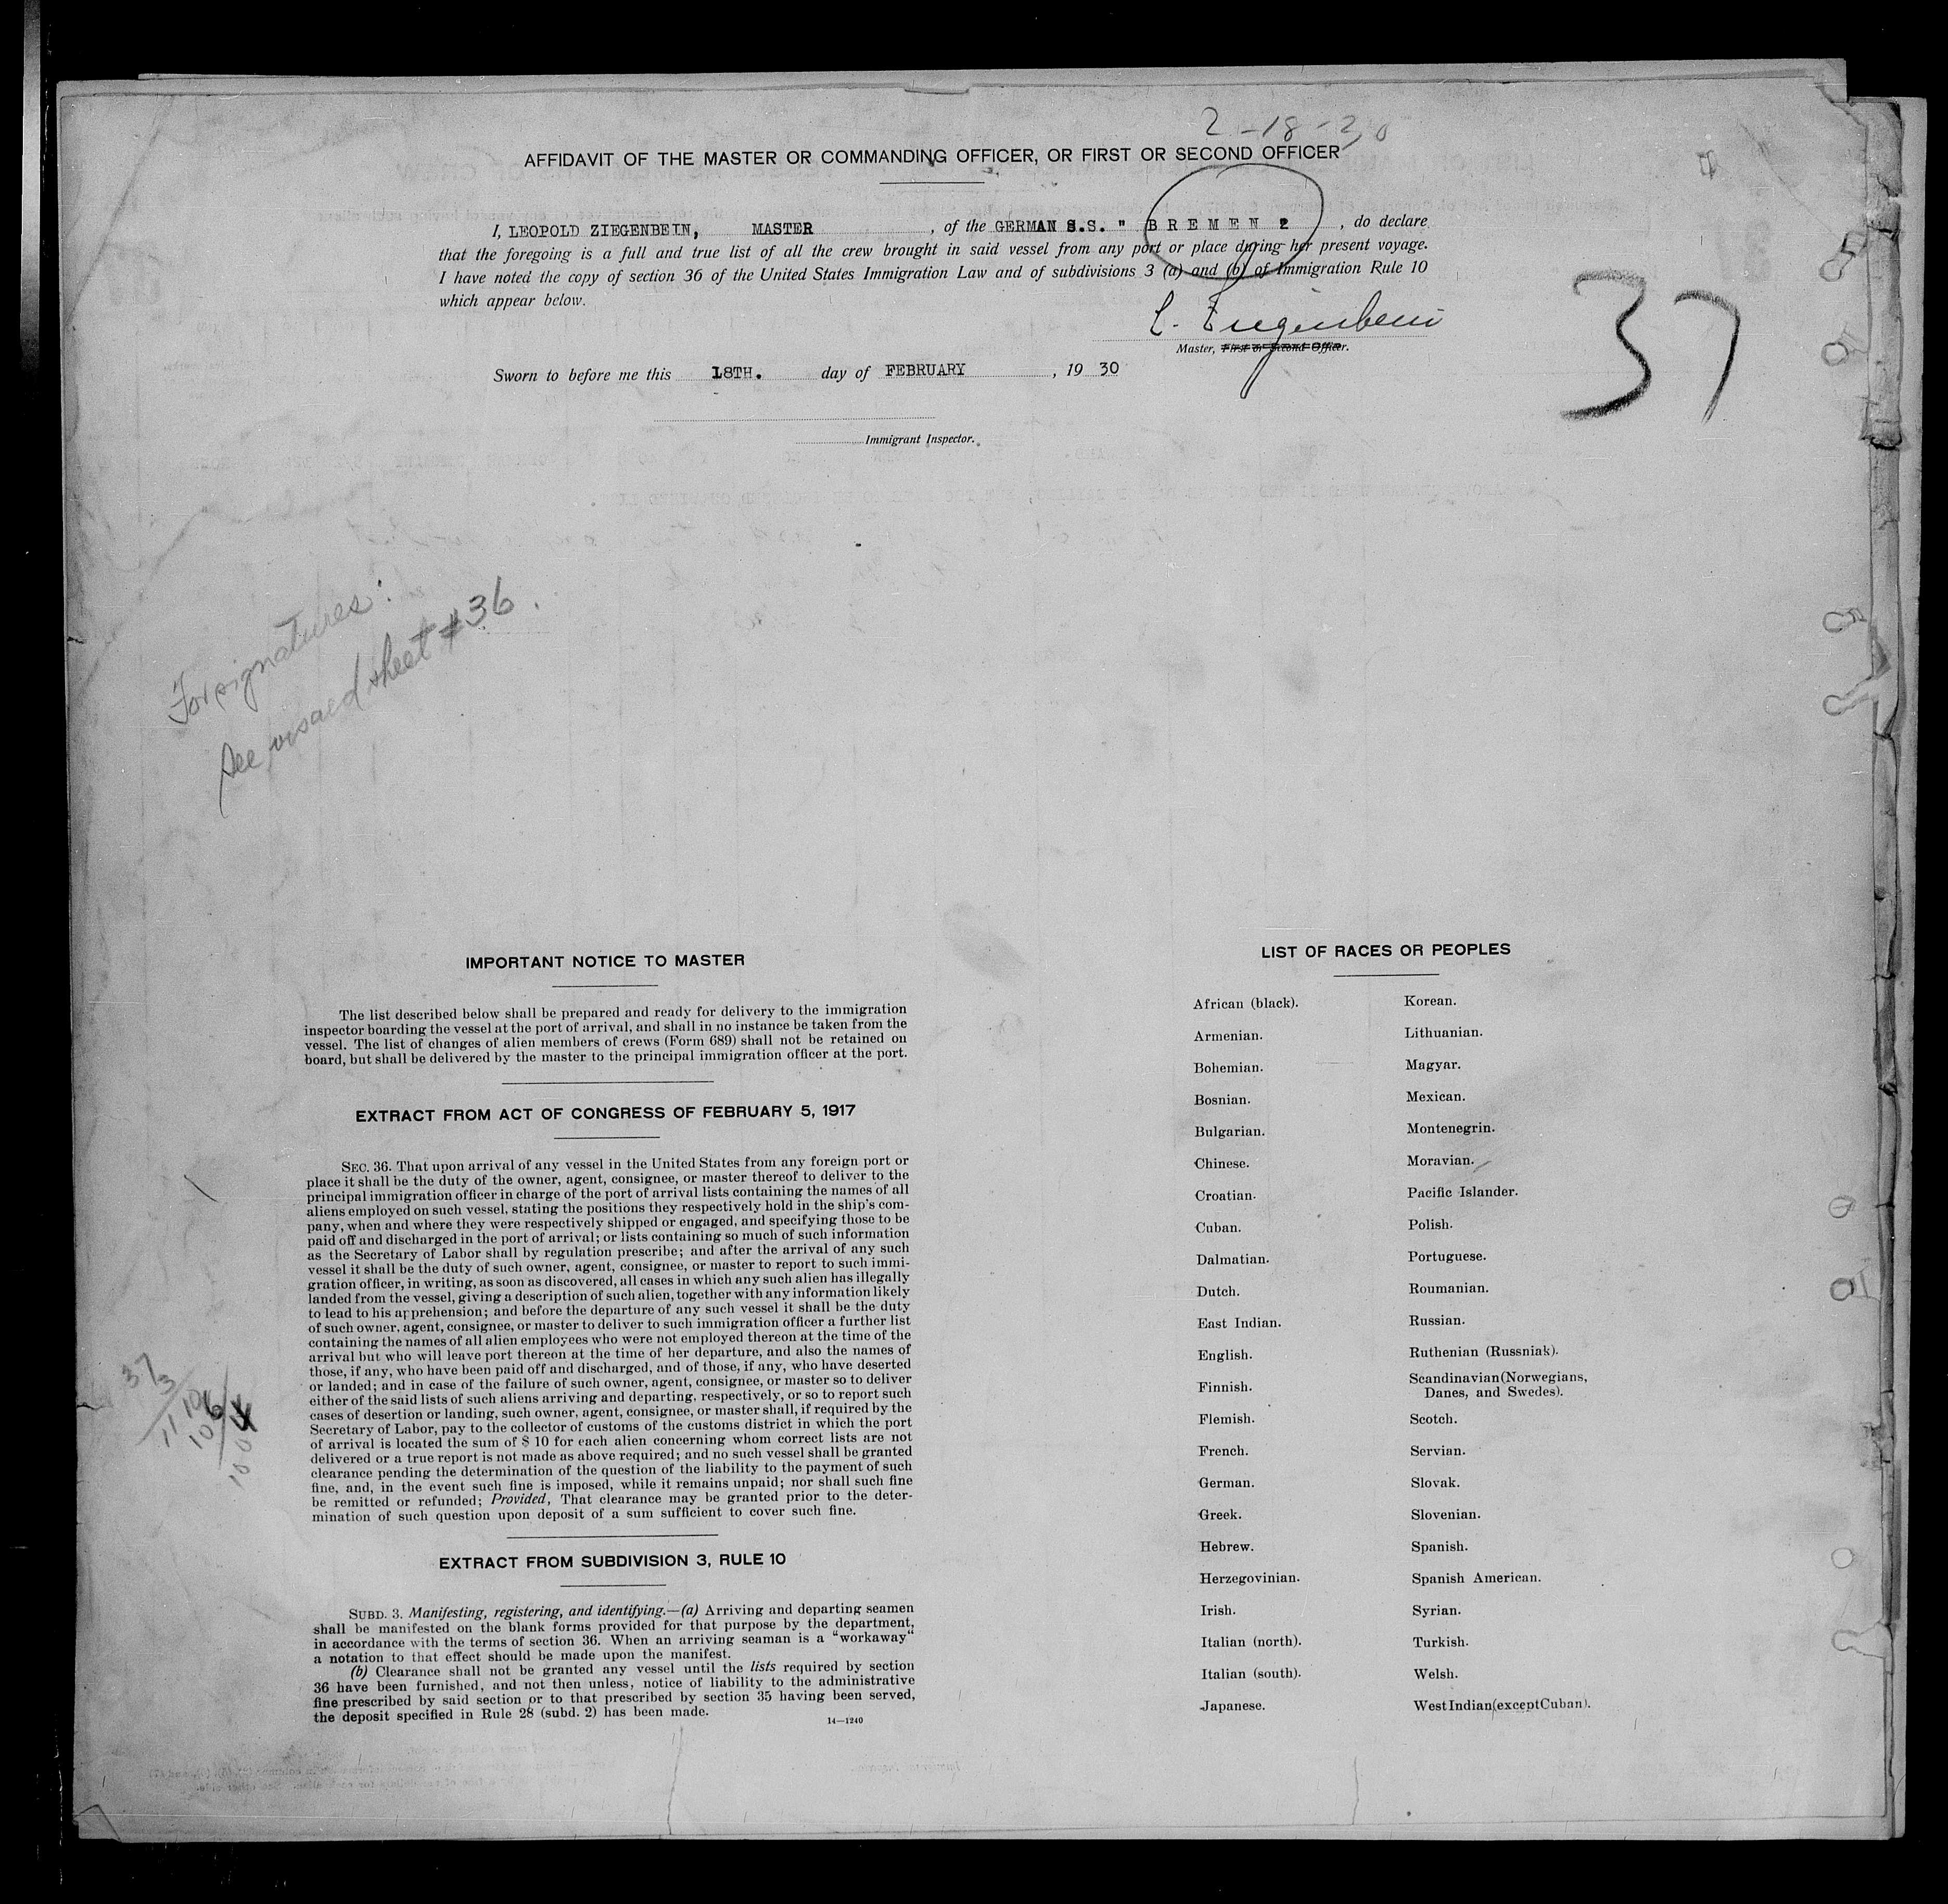 2-18-30
AFFIDAVIT OF THE MASTER OR COMMANDING OFFICER, OR FIRST OR SECOND OFFICER
I, LEOPOLD ZIEGENBEIN, MASTER , of the GERMAN S.S. " B R E M E N " , do declare
that the foregoing is a full and true list of all the crew brought in said vessel from any port or place during her present voyage.
I have noted the copy of section 36 of the United States Immigration Law and of subdivisions 3 (a) and (b) of Immigration Rule 10
which appear below.
L. Ziegenbein
37
Master, First or Second Officer.
Sworn to before me this 18TH. day of FEBRUARY , 19 30
Immigrant Inspector.
For signatures:
See visaed sheet #36.
IMPORTANT NOTICE TO MASTER
The list described below shall be prepared and ready for delivery to the immigration
inspector boarding the vessel at the port of arrival, and shall in no instance be taken from the
vessel. The list of changes of alien members of crews (Form 689) shall not be retained on
board, but shall be delivered by the master to the principal immigration officer at the port.
EXTRACT FROM ACT OF CONGRESS OF FEBRUARY 5, 1917
SEC. 36. That upon arrival of any vessel in the United States from any foreign port or
place it shall be the duty of the owner, agent, consignee, or master thereof to deliver to the
principal immigration officer in charge of the port of arrival lists containing the names of all
aliens employed on such vessel, stating the positions they respectively hold in the ship's com-
pany, when and where they were respectively shipped or engaged, and specifying those to be
paid off and discharged in the port of arrival; or lists containing so much of such information
as the Secretary of Labor shall by regulation prescribe; and after the arrival of any such
vessel it shall be the duty of such owner, agent, consignee, or master to report to such immi-
gration officer, in writing, as soon as discovered, all cases in which any such alien has illegally
landed from the vessel, giving a description of such alien, together with any information likely
to lead to his apprehension; and before the departure of any such vessel it shall be the duty
of such owner, agent, consignee, or master to deliver to such immigration officer a further list
containing the names of all alien employees who were not employed thereon at the time of the
arrival but who will leave port thereon at the time of her departure, and also the names of
those, if any, who have been paid off and discharged, and of those, if any, who have deserted
or landed; and in case of the failure of such owner, agent, consignee, or master so to deliver
either of the said lists of such aliens arriving and departing, respectively, or so to report such
cases of desertion or landing, such owner, agent, consignee, or master shall, if required by the
Secretary of Labor, pay to the collector of customs of the customs district in which the port
of arrival is located the sum of $ 10 for each alien concerning whom correct lists are not
delivered or a true report is not made as above required; and no such vessel shall be granted
clearance pending the determination of the question of the liability to the payment of such
fine, and, in the event such fine is imposed, while it remains unpaid; nor shall such fine
be remitted or refunded; Provided, That clearance may be granted prior to the deter-
mination of such question upon deposit of a sum sufficient to cover such fine.
EXTRACT FROM SUBDIVISION 3, RULE 10
SUBD. 3. Manifesting, registering, and identifying.—(a) Arriving and departing seamen
shall be manifested on the blank forms provided for that purpose by the department,
in accordance with the terms of section 36. When an arriving seaman is a "workaway"
a notation to that effect should be made upon the manifest.
(b) Clearance shall not be granted any vessel until the lists required by section
36 have been furnished, and not then unless, notice of liability to the administrative
fine prescribed by said section or to that prescribed by section 35 having been served,
the deposit specified in Rule 28 (subd. 2) has been made.
14—1240
LIST OF RACES OR PEOPLES
African (black).
Armenian.
Bohemian.
Bosnian.
Bulgarian.
Chinese.
Croatian.
Cuban.
Dalmatian.
Dutch.
East Indian.
English.
Finnish.
Flemish.
French.
German.
Greek.
Hebrew.
Herzegovinian.
Irish.
Italian (north).
Italian (south).
Japanese.
Korean.
Lithuanian.
Magyar.
Mexican.
Montenegrin.
Moravian.
Pacific Islander.
Polish.
Portuguese.
Roumanian.
Russian.
Ruthenian (Russniak).
Scandinavian (Norwegians,
Danes, and Swedes).
Scotch.
Servian.
Slovak.
Slovenian.
Spanish.
Spanish American.
Syrian.
Turkish.
Welsh.
West Indian (except Cuban).